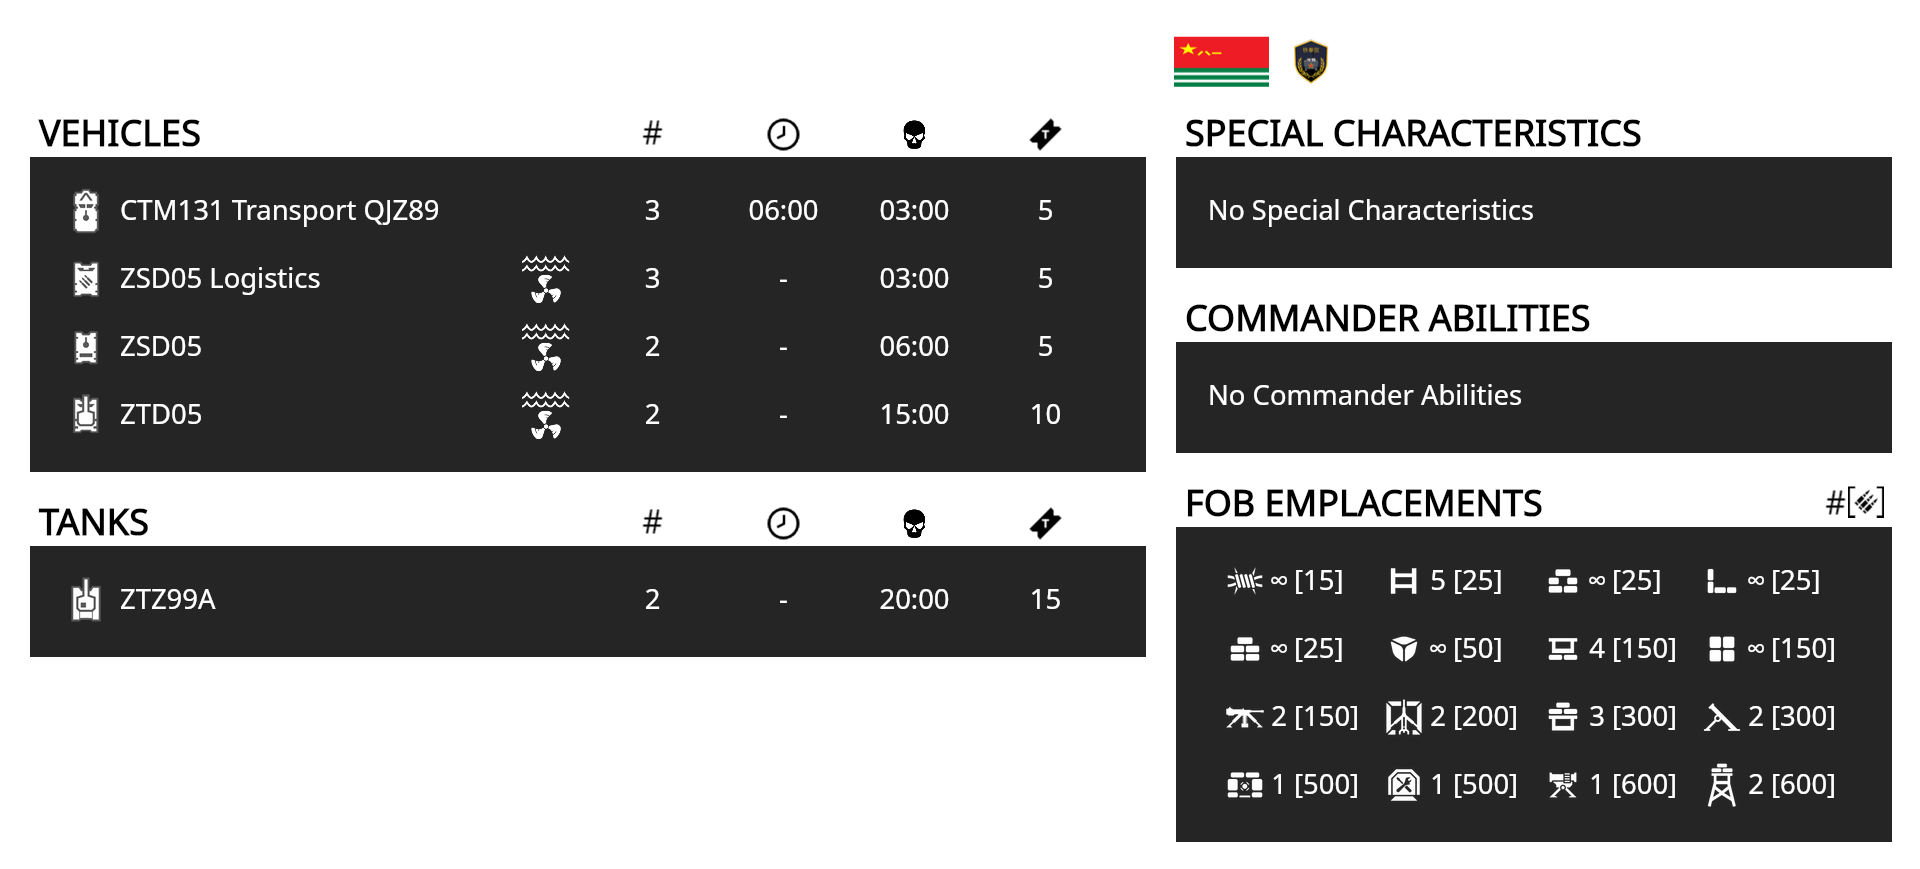 VEHICLES #
CTM131 Transport QJZ89 3 06:00 03:00 5
ZSD05 Logistics 3 - 03:00 5
ZSD05 2 - 06:00 5
ZTD05 2 - 15:00 10
TANKS #
ZTZ99A 2 - 20:00 15
SPECIAL CHARACTERISTICS
No Special Characteristics
COMMANDER ABILITIES
No Commander Abilities
FOB EMPLACEMENTS #[]
∞ [15] 5 [25] ∞ [25] ∞ [25]
∞ [25] ∞ [50] 4 [150] ∞ [150]
2 [150] 2 [200] 3 [300] 2 [300]
1 [500] 1 [500] 1 [600] 2 [600]